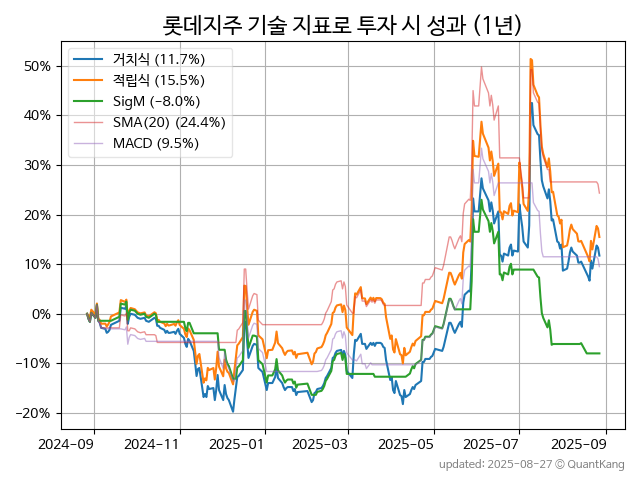 롯데지주 기술 지표로 투자 시 성과 (1년)
거치식 (11.7%)
적립식 (15.5%)
SigM (−8.0%)
SMA(20) (24.4%)
MACD (9.5%)
50%
40%
30%
20%
10%
0%
−10%
−20%
2024-09 2024-11 2025-01 2025-03 2025-05 2025-07 2025-09
updated: 2025-08-27 © QuantKang